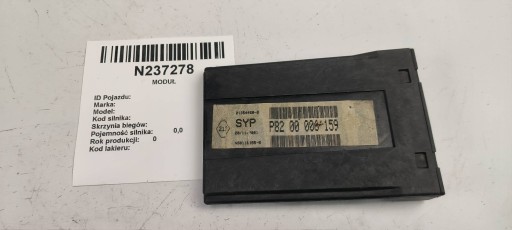 N237278
MODUŁ
ID Pojazdu:
Marka:
Model:
Kod silnika:
Skrzynia biegów:
Pojemność silnika: 0,0
Rok produkcji: 0
Kod lakieru:
SYP
P82 00 008 159